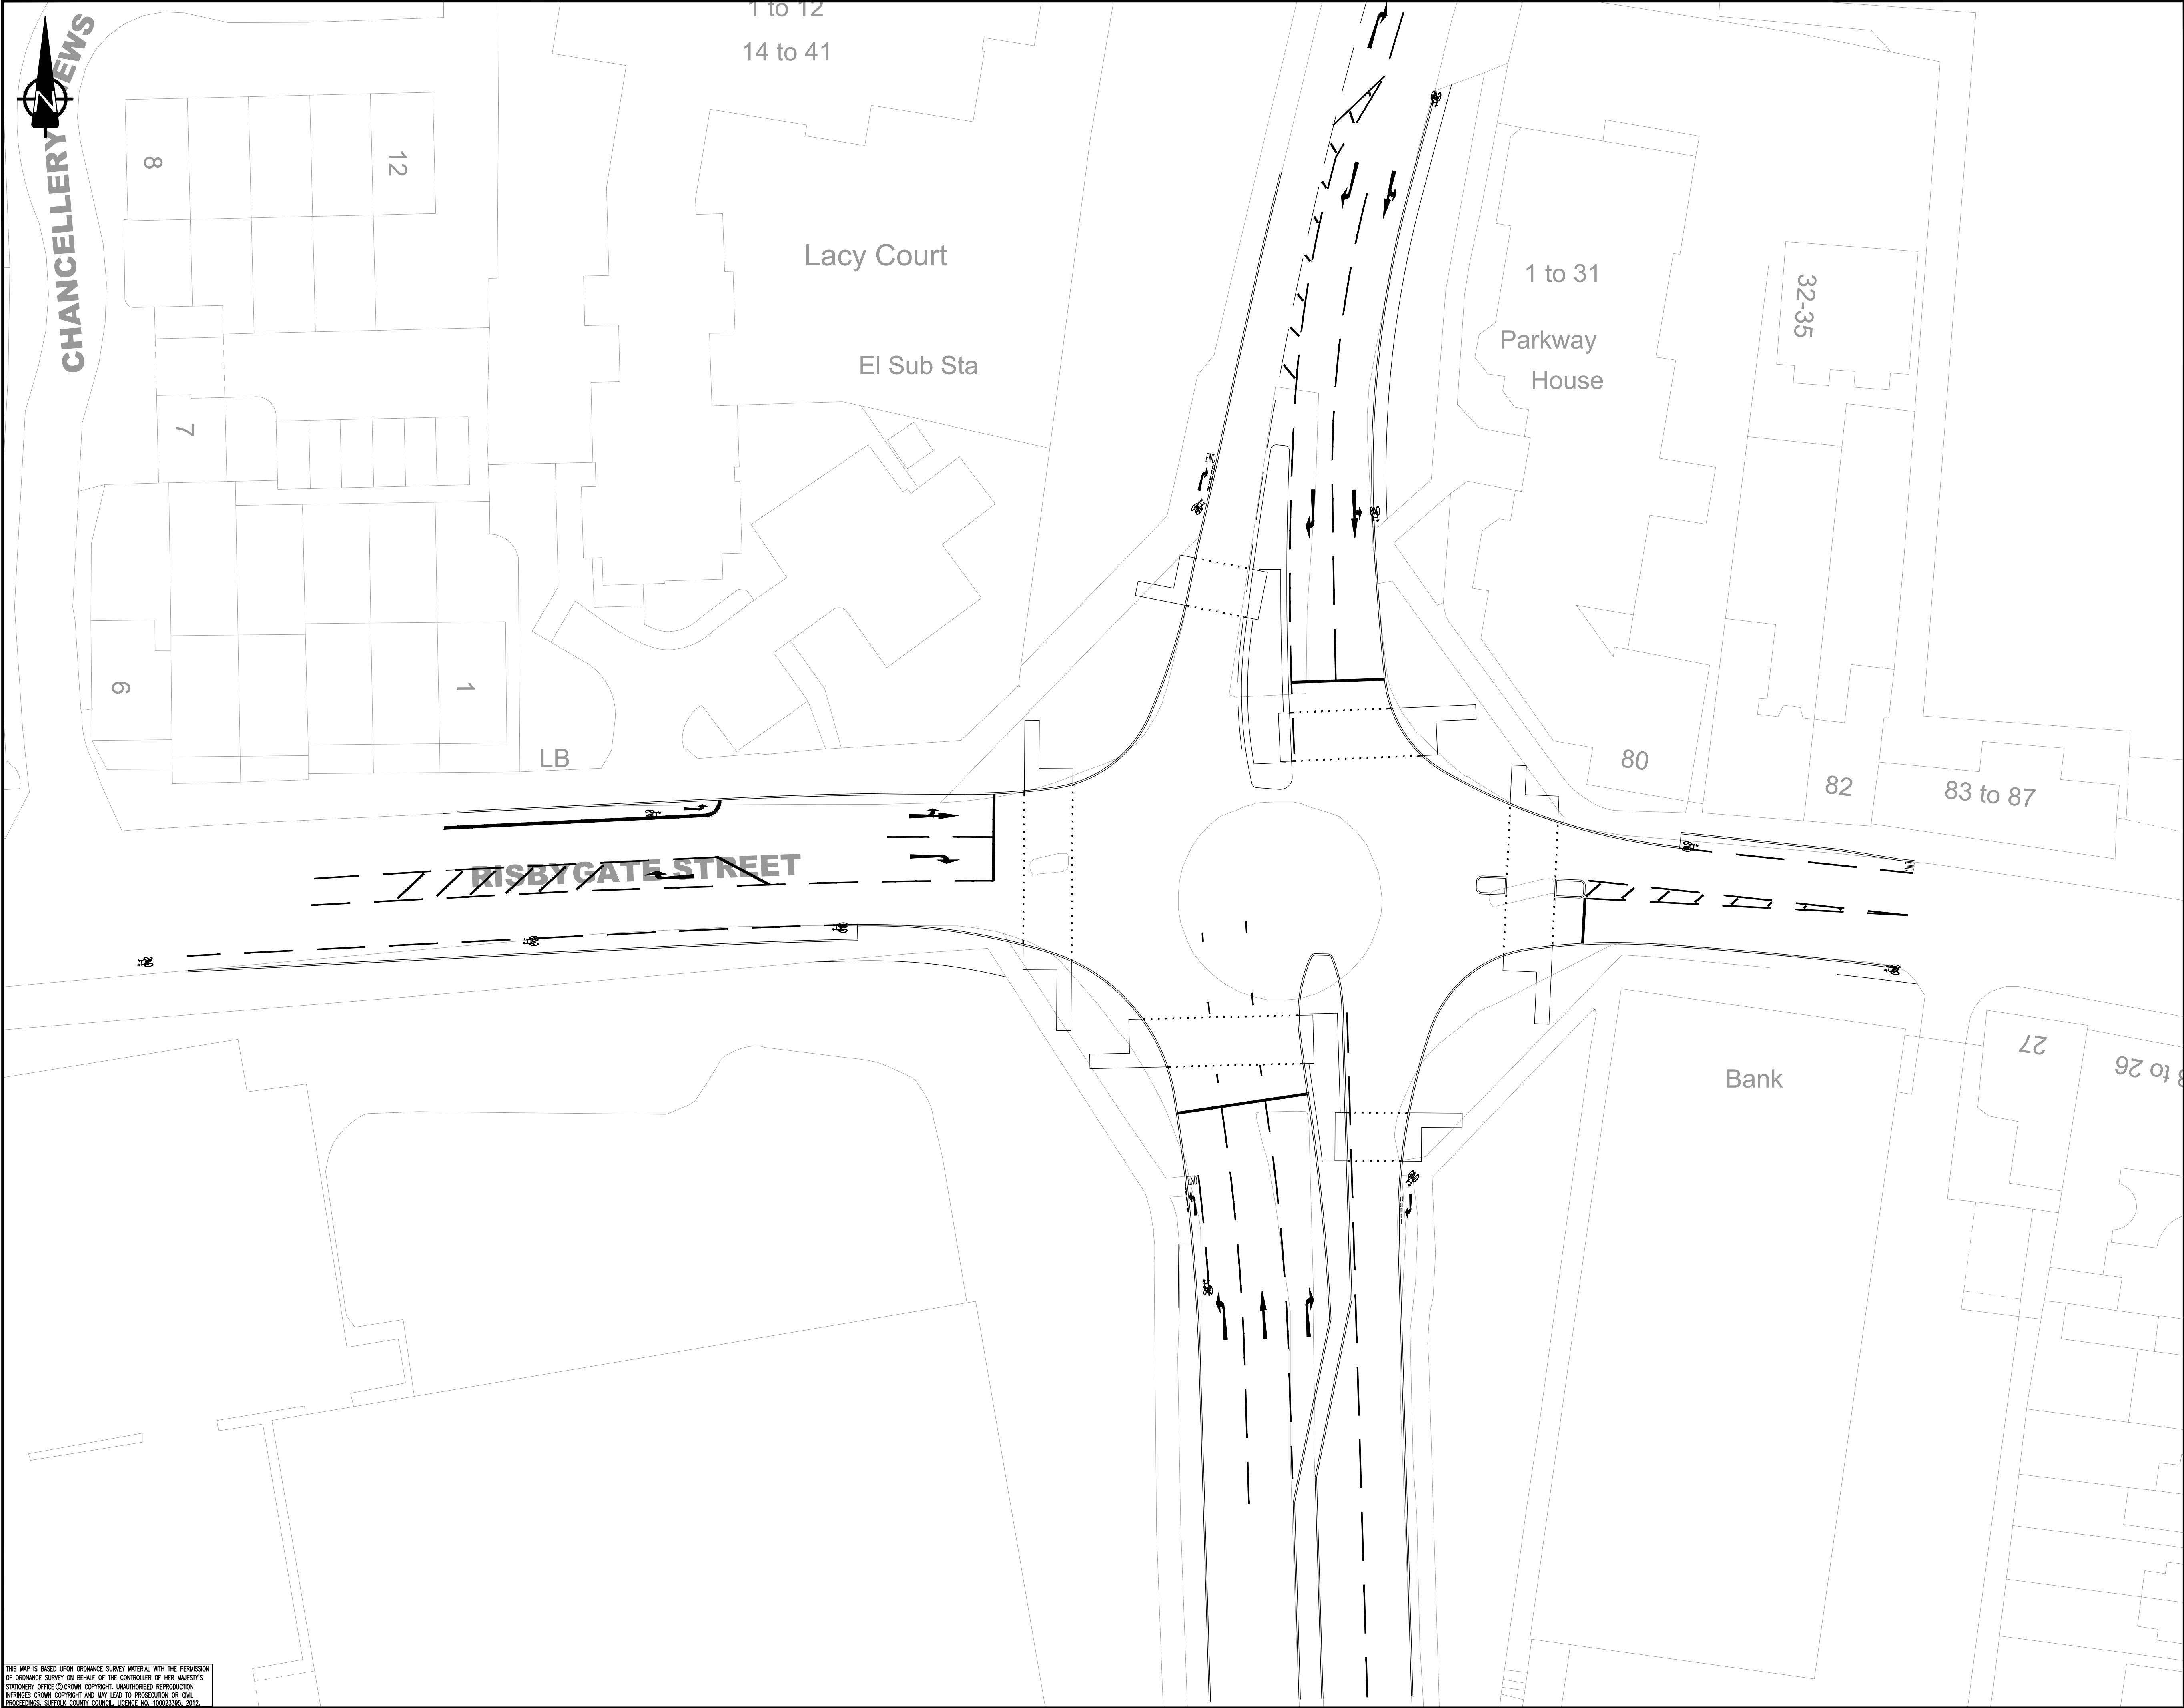 1 to 12
14 to 41
N
CHANCELLERY MEWS
8
12
Lacy Court
El Sub Sta
1 to 31
Parkway
House
32-35
7
END
6
1
LB
80
82
83 to 87
RISBYGATE STREET
END
27
Bank
to 26
END
THIS MAP IS BASED UPON ORDNANCE SURVEY MATERIAL WITH THE PERMISSION
OF ORDNANCE SURVEY ON BEHALF OF THE CONTROLLER OF HER MAJESTY'S
STATIONERY OFFICE © CROWN COPYRIGHT. UNAUTHORISED REPRODUCTION
INFRINGES CROWN COPYRIGHT AND MAY LEAD TO PROSECUTION OR CIVIL
PROCEEDINGS. SUFFOLK COUNTY COUNCIL, LICENCE NO. 100023395, 2012.